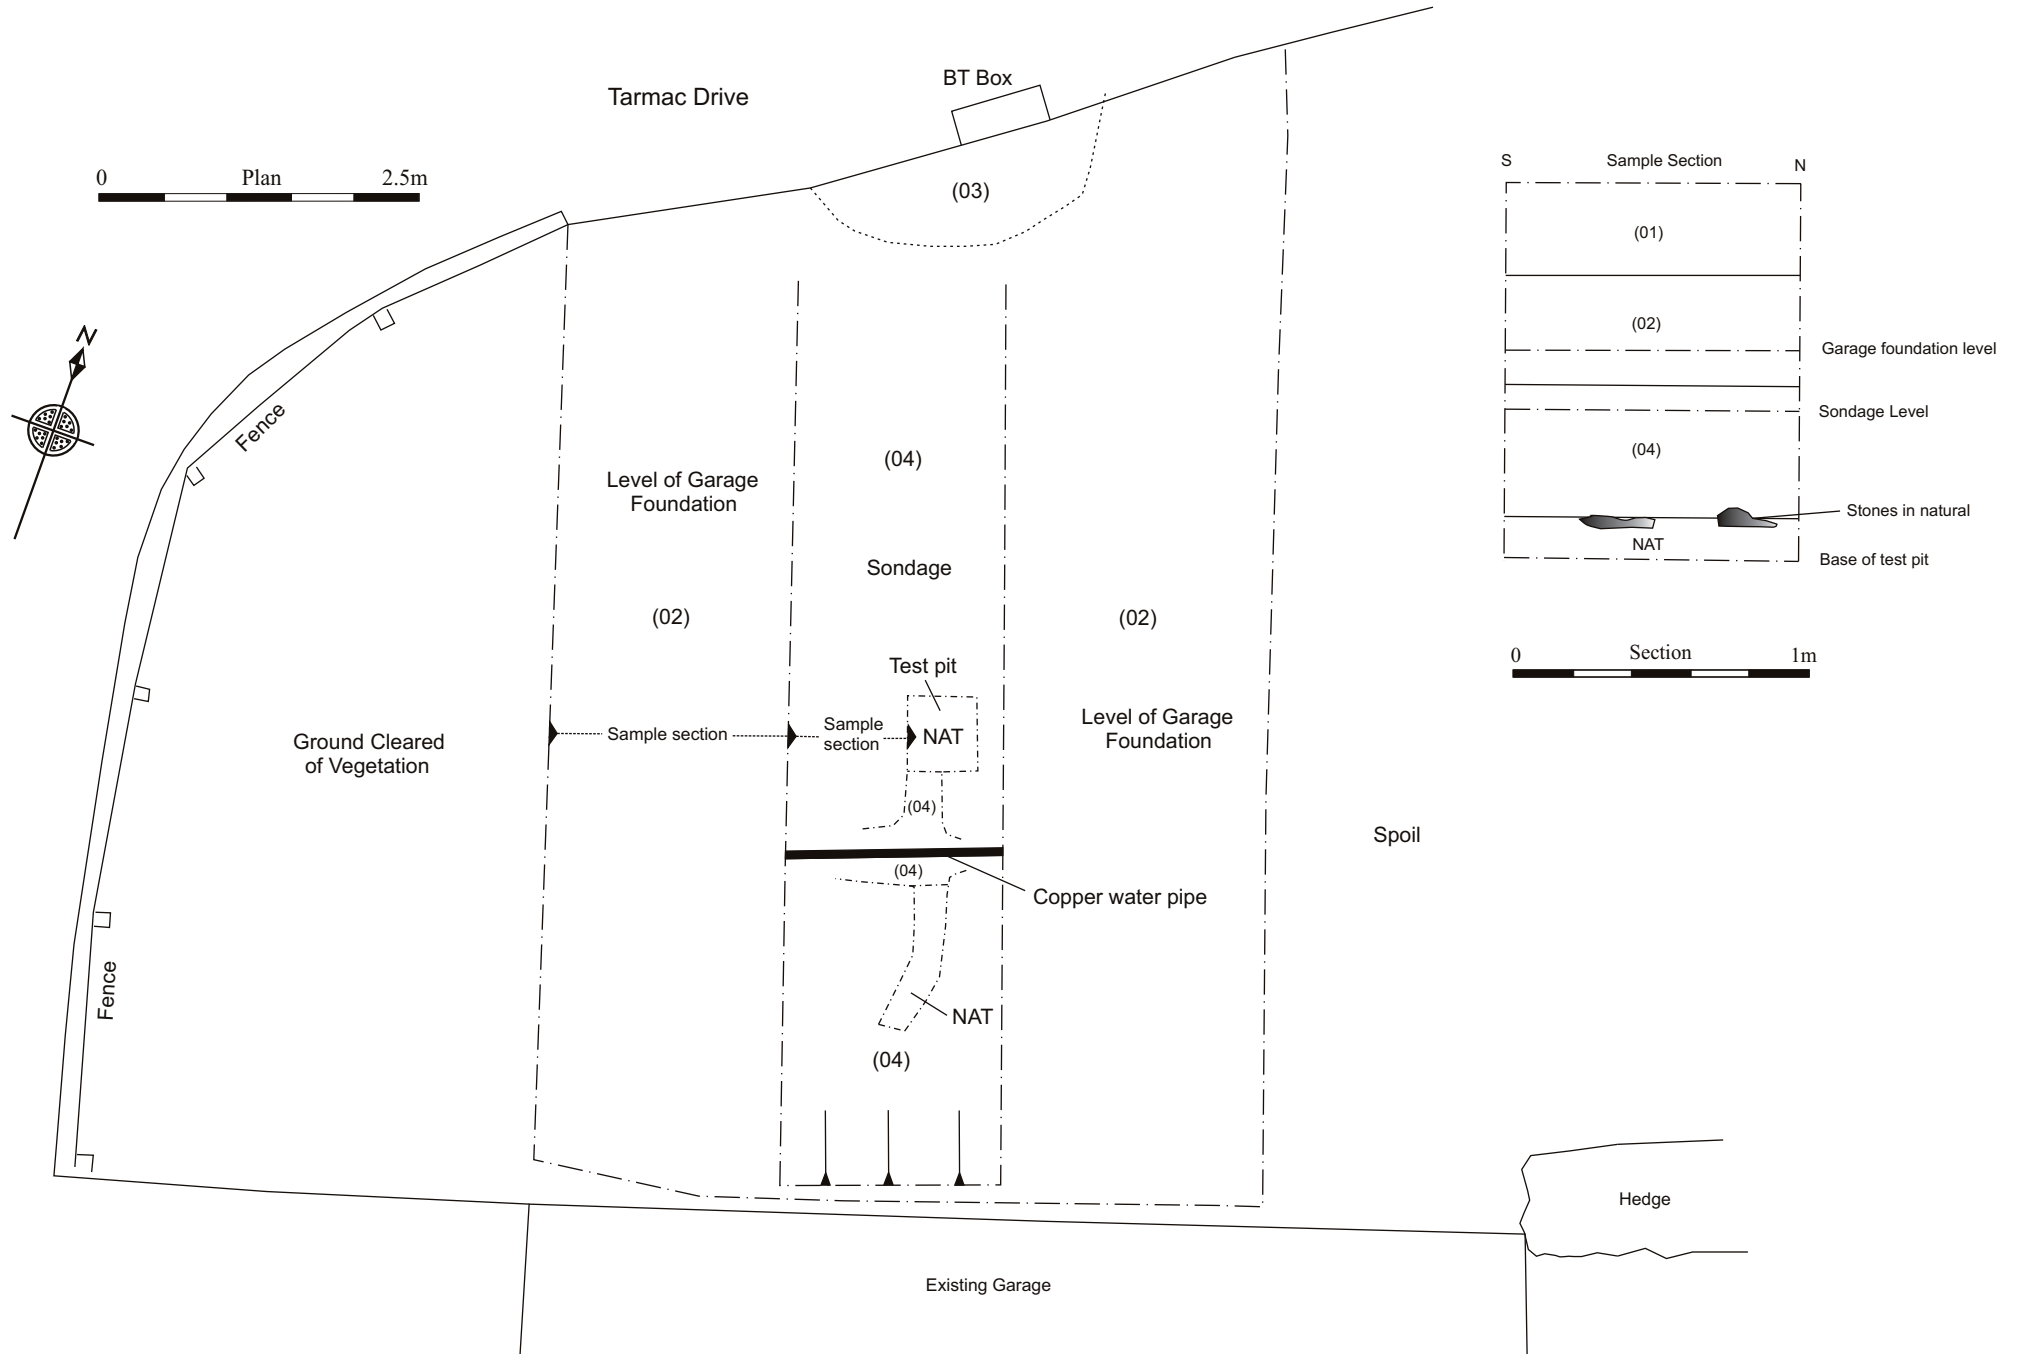 BT Box
Tarmac Drive
0 Plan 2.5m
(03)
N
Fence
Level of Garage
Foundation
(04)
Sondage
(02)
(02)
Test pit
Sample section
Sample
section
NAT
Level of Garage
Foundation
Ground Cleared
of Vegetation
(04)
(04)
Copper water pipe
Spoil
Fence
NAT
(04)
Hedge
Existing Garage
S Sample Section N
(01)
(02)
Garage foundation level
Sondage Level
(04)
Stones in natural
NAT
Base of test pit
0 Section 1m